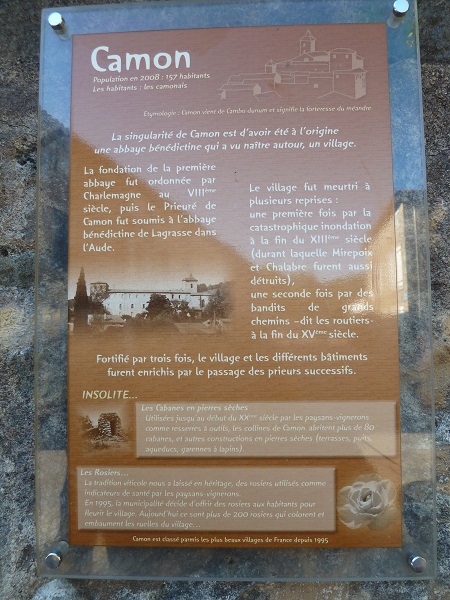 Camon
Population en 2008 : 157 habitants
Les habitants : les camonais
Etymologie : Camon vient de Cambo-dunum et signifie la forteresse du méandre
La singularité de Camon est d'avoir été à l'origine
une abbaye bénédictine qui a vu naître autour, un village.
La fondation de la première
abbaye fut ordonnée par
Charlemagne au VIIIème
siècle, puis le Prieuré de
Camon fut soumis à l'abbaye
bénédictine de Lagrasse dans
l'Aude.
Le village fut meurtri à
plusieurs reprises :
une première fois par la
catastrophique inondation
à la fin du XIIIème siècle
(durant laquelle Mirepoix
et Chalabre furent aussi
détruits),
une seconde fois par des
bandits de grands
chemins –dit les routiers-
à la fin du XVème siècle.
Fortifié par trois fois, le village et les différents bâtiments
furent enrichis par le passage des prieurs successifs.
INSOLITE...
Les Cabanes en pierres sèches
Utilisées jusqu'au début du XXème siècle par les paysans-vignerons
comme resserres à outils, les collines de Camon abritent plus de 80
cabanes, et autres constructions en pierres sèches (terrasses, puits,
aqueducs, garennes à lapins).
Les Rosiers...
La tradition viticole nous a laissé en héritage, des rosiers utilisés comme
indicateurs de santé par les paysans-vignerons.
En 1995, la municipalité décide d'offrir des rosiers aux habitants pour
fleurir le village. Aujourd'hui ce sont plus de 200 rosiers qui colorent et
embaument les ruelles du village...
Camon est classé parmis les plus beaux villages de France depuis 1995